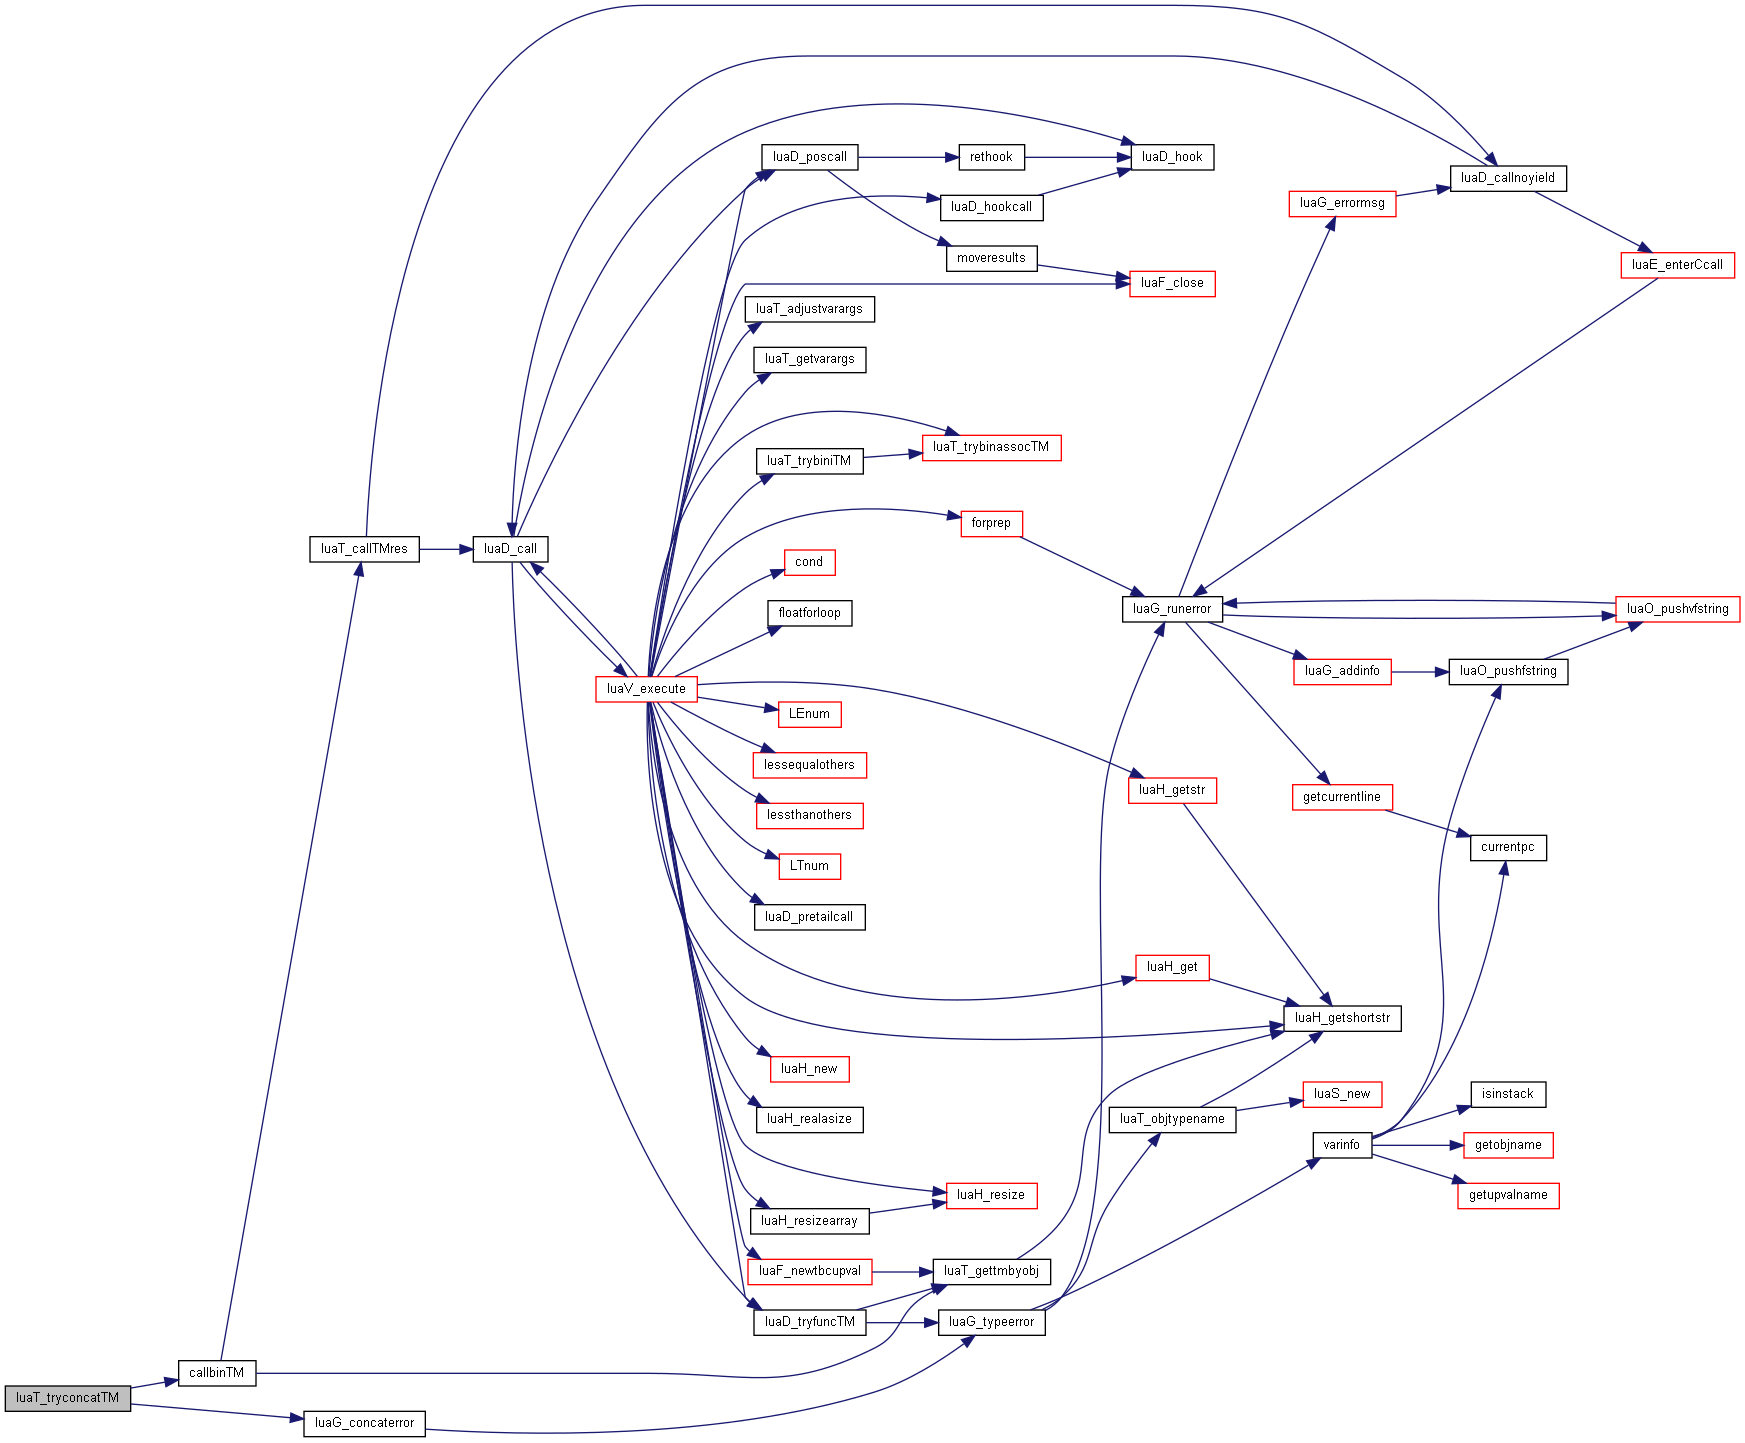 luaD_poscall
rethook
luaD_hook
luaD_callnoyield
luaG_errormsg
luaD_hookcall
moveresults
luaE_enterCcall
luaF_close
luaT_adjustvarargs
luaT_getvarargs
luaT_trybinassocTM
luaT_trybiniTM
forprep
luaT_callTMres
luaD_call
cond
floatforloop
luaG_runerror
luaO_pushvfstring
luaG_addinfo
luaO_pushfstring
luaV_execute
LEnum
lessequalothers
luaH_getstr
getcurrentline
lessthanothers
currentpc
LTnum
luaD_pretailcall
luaH_get
luaH_getshortstr
luaH_new
luaS_new
isinstack
luaH_realasize
luaT_objtypename
varinfo
getobjname
luaH_resize
getupvalname
luaH_resizearray
luaF_newtbcupval
luaT_gettmbyobj
luaD_tryfuncTM
luaG_typeerror
callbinTM
luaT_tryconcatTM
luaG_concaterror